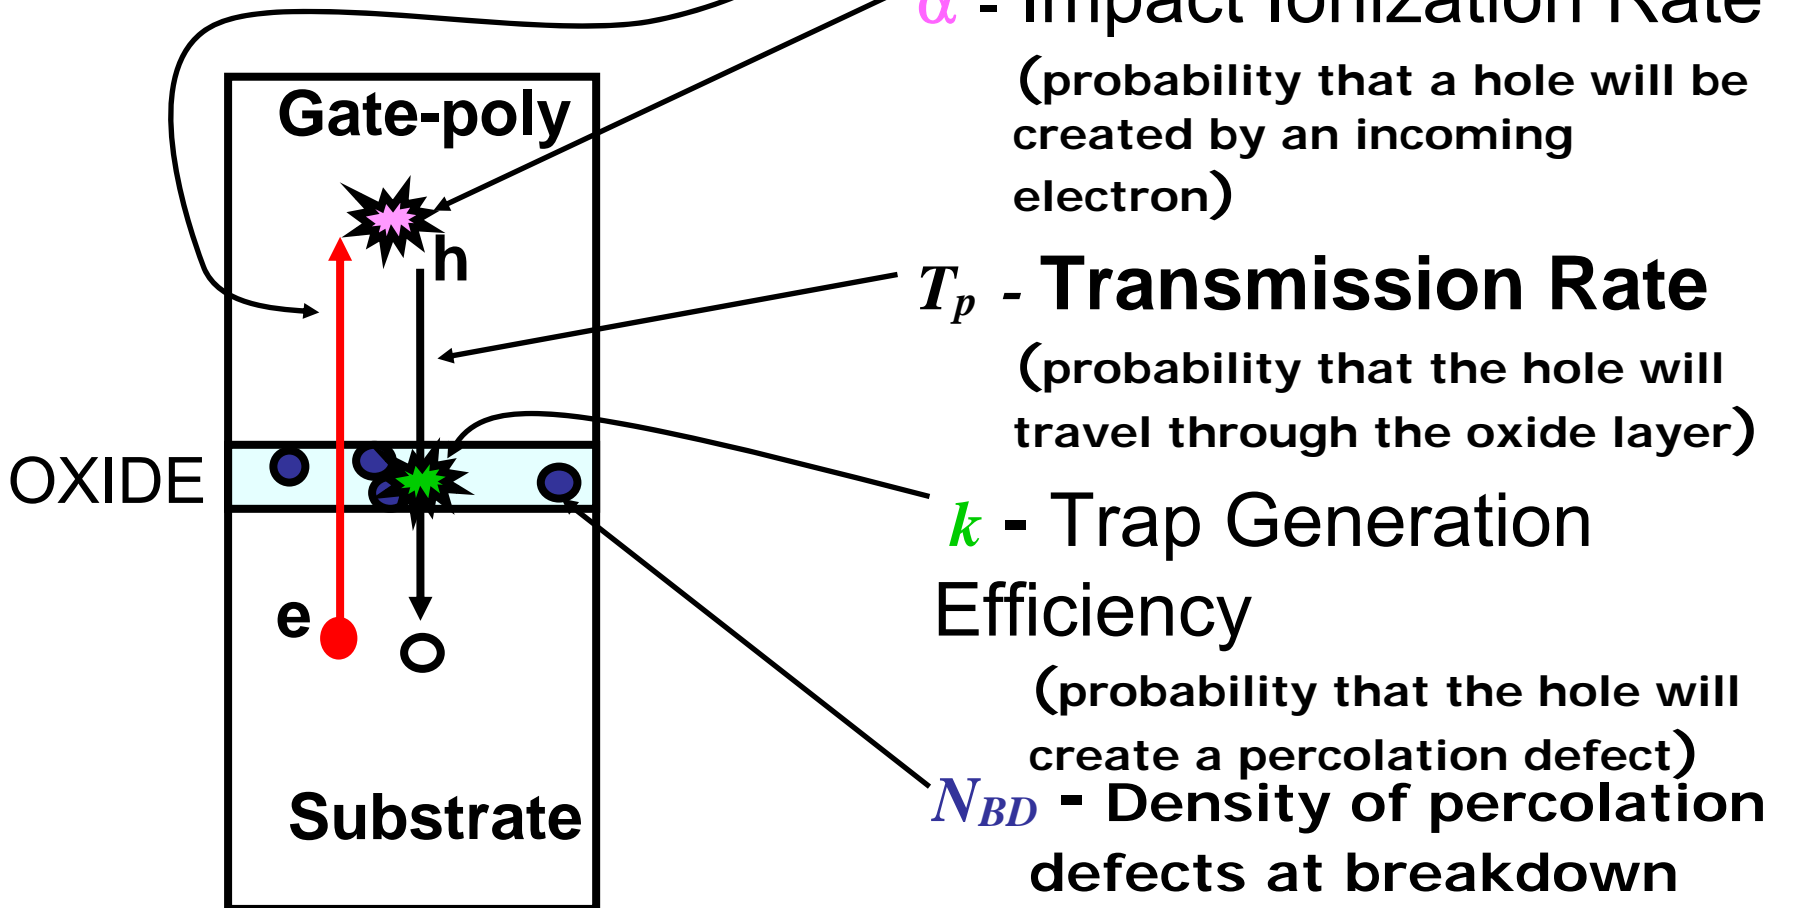 α - Impact Ionization Rate
(probability that a hole will be
created by an incoming
electron)
Gate-poly
h
T_p - Transmission Rate
(probability that the hole will
travel through the oxide layer)
OXIDE
k - Trap Generation
Efficiency
(probability that the hole will
create a percolation defect)
e
Substrate
N_BD - Density of percolation
defects at breakdown